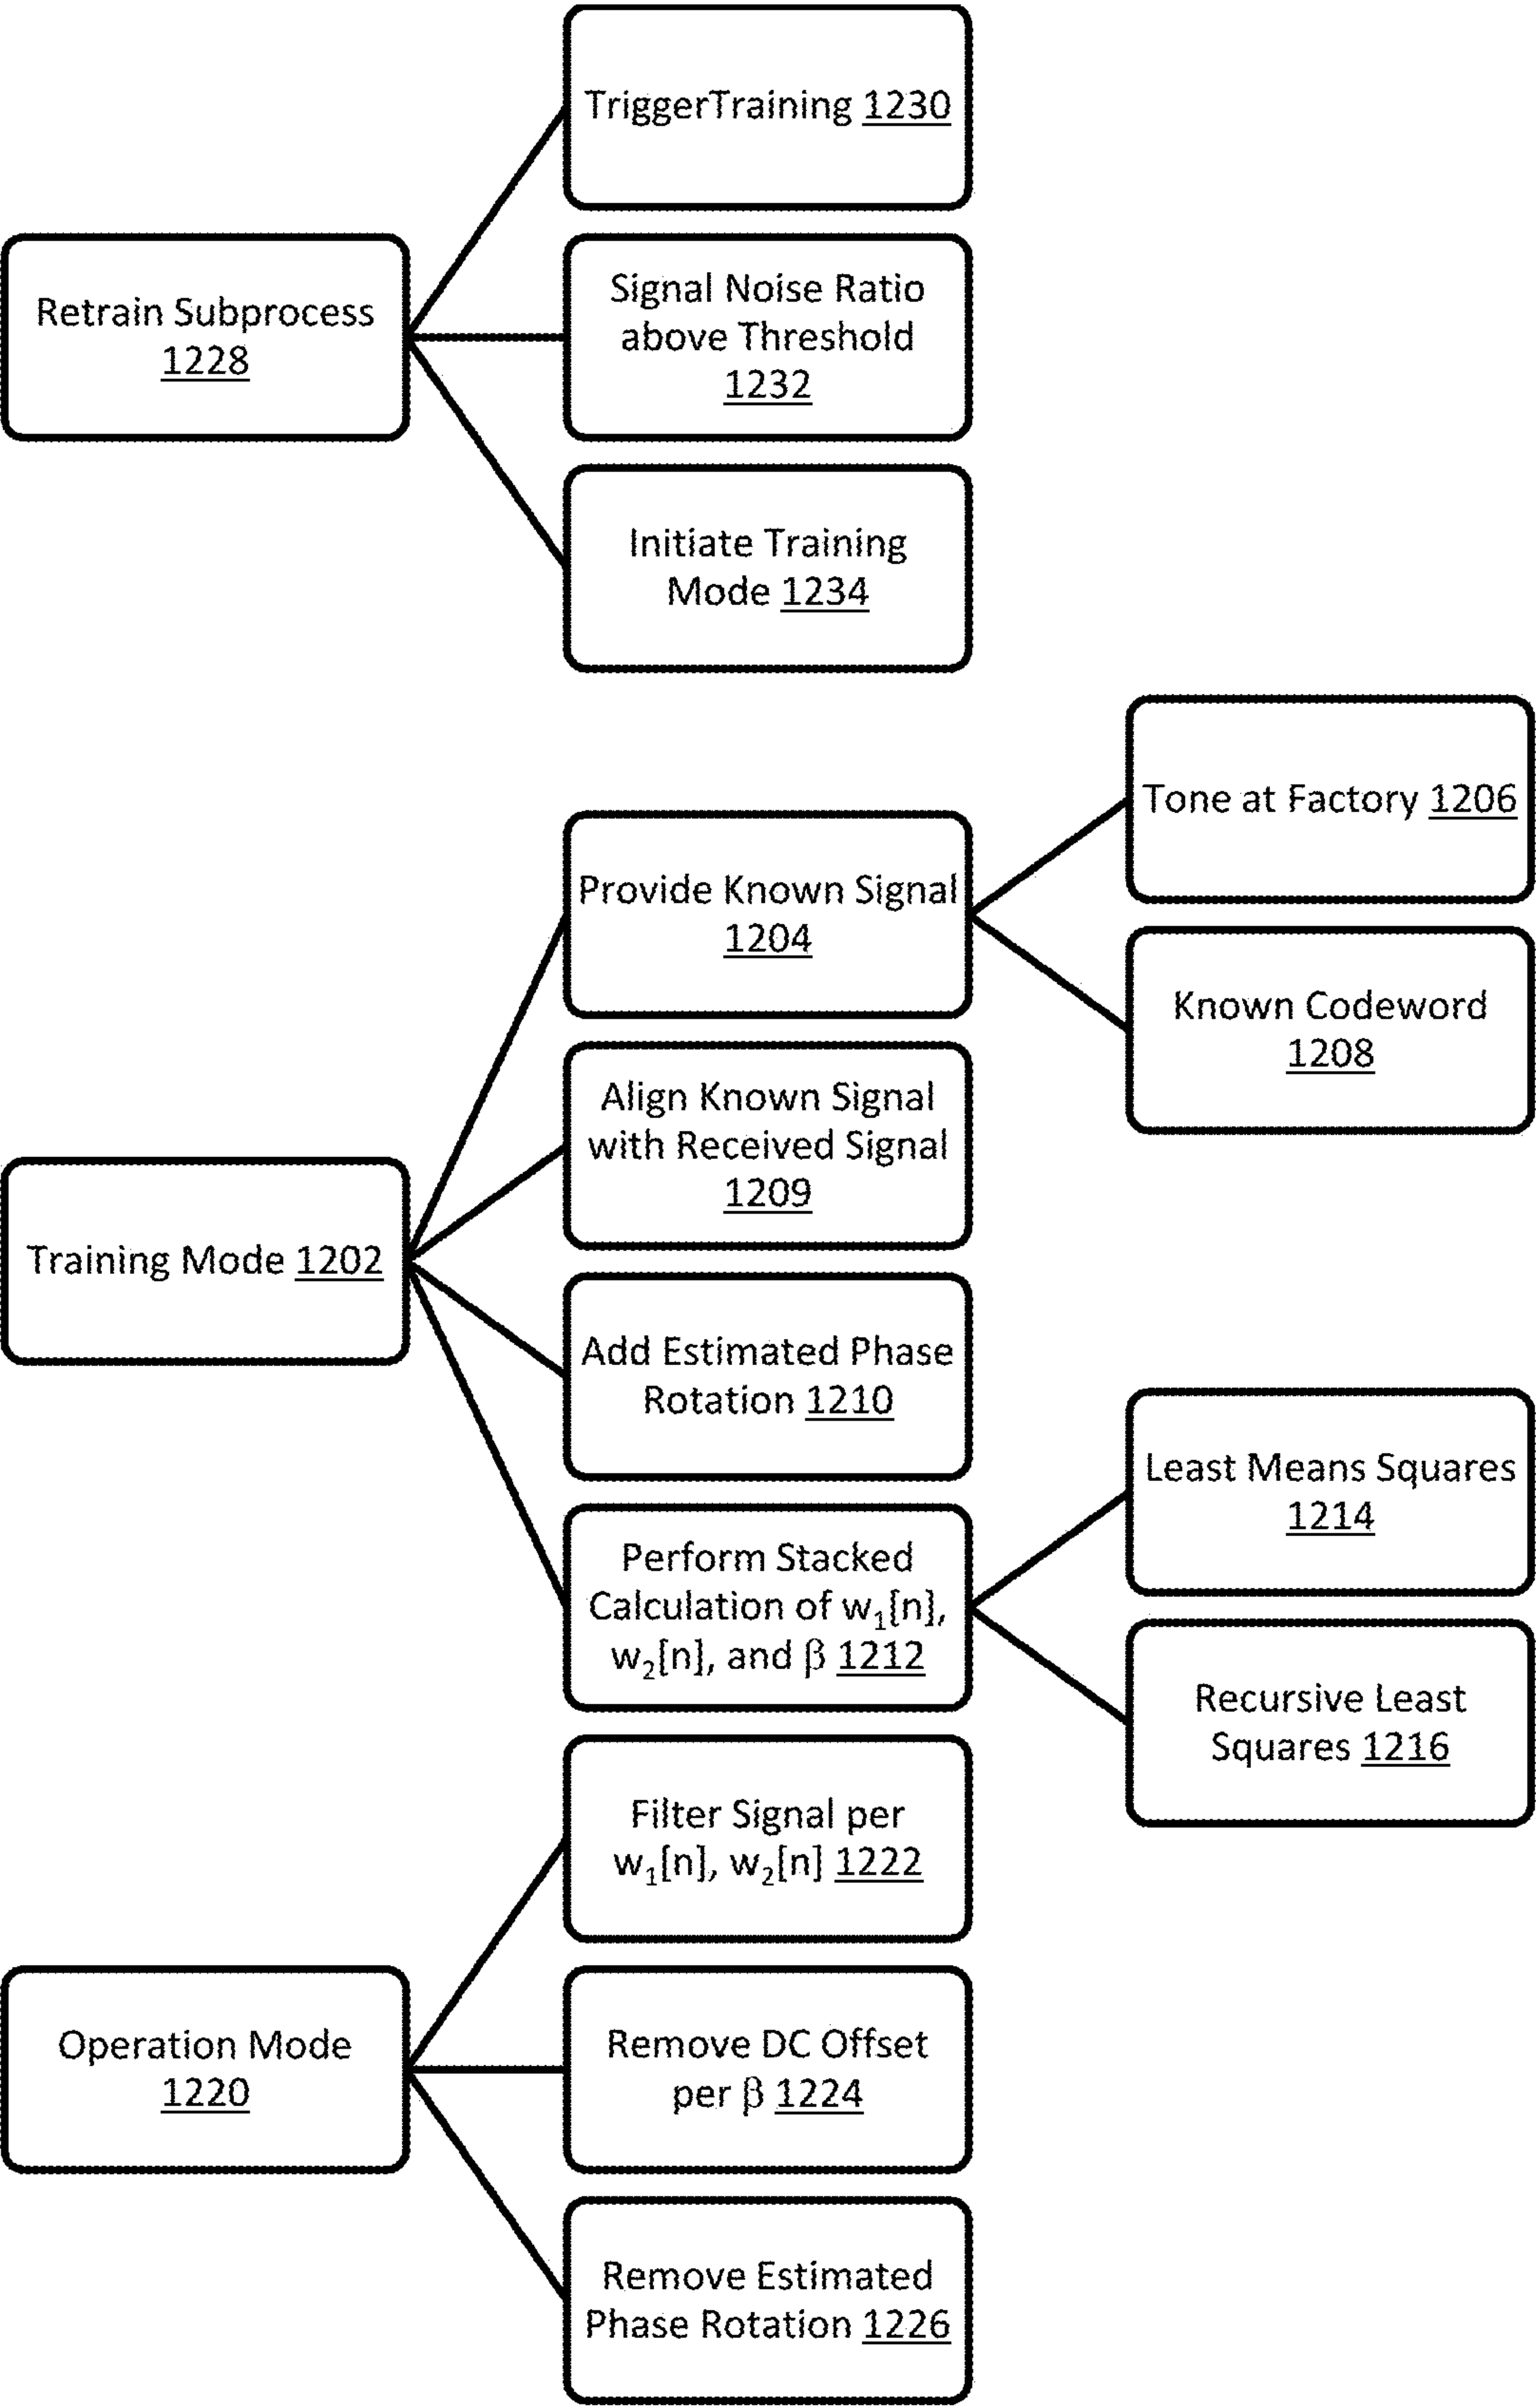 TriggerTraining 1230
Retrain Subprocess
1228
Signal Noise Ratio
above Threshold
1232
Initiate Training
Mode 1234
Training Mode 1202
Provide Known Signal
1204
Tone at Factory 1206
Known Codeword
1208
Align Known Signal
with Received Signal
1209
Add Estimated Phase
Rotation 1210
Perform Stacked
Calculation of w₁[n],
w₂[n], and β 1212
Least Means Squares
1214
Recursive Least
Squares 1216
Operation Mode
1220
Filter Signal per
w₁[n], w₂[n] 1222
Remove DC Offset
per β 1224
Remove Estimated
Phase Rotation 1226